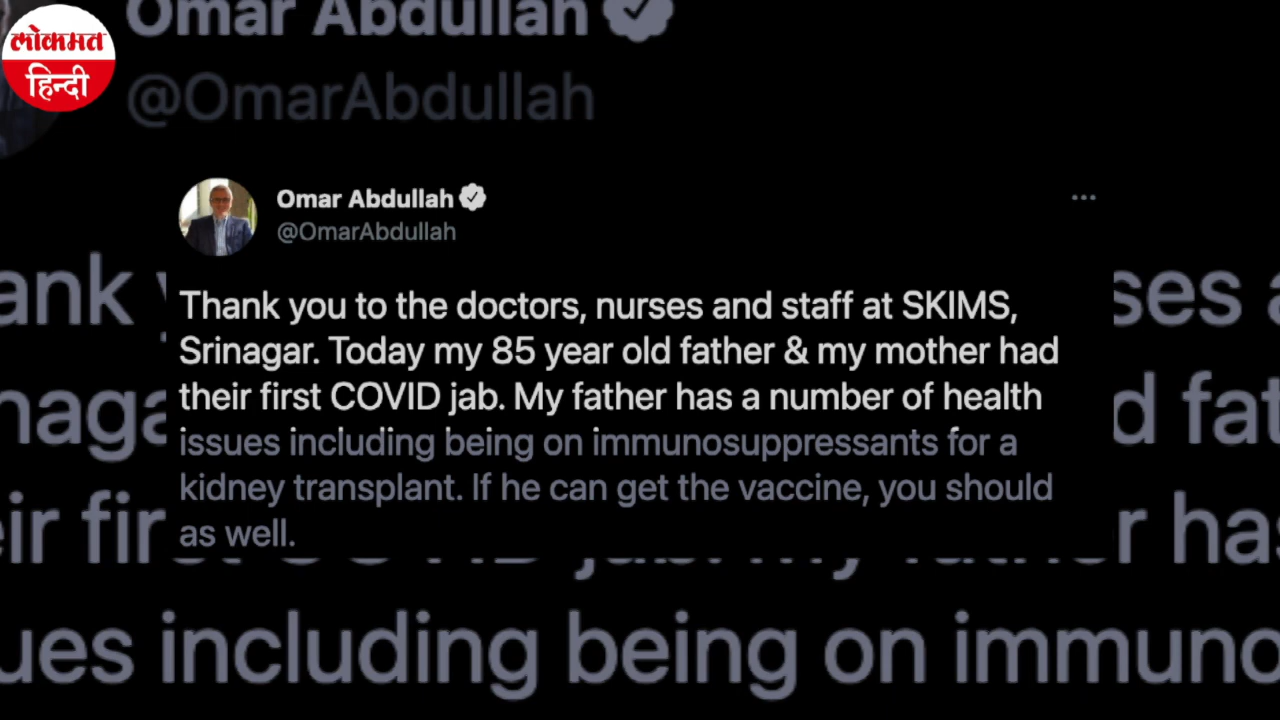 लोकमत
हिन्दी
Omar Abdullah
@OmarAbdullah
Omar Abdullah
@OmarAbdullah
Thank you to the doctors, nurses and staff at SKIMS,
Srinagar. Today my 85 year old father & my mother had
their first COVID jab. My father has a number of health
issues including being on immunosuppressants for a
kidney transplant. If he can get the vaccine, you should
as well.
ues including being on immuno